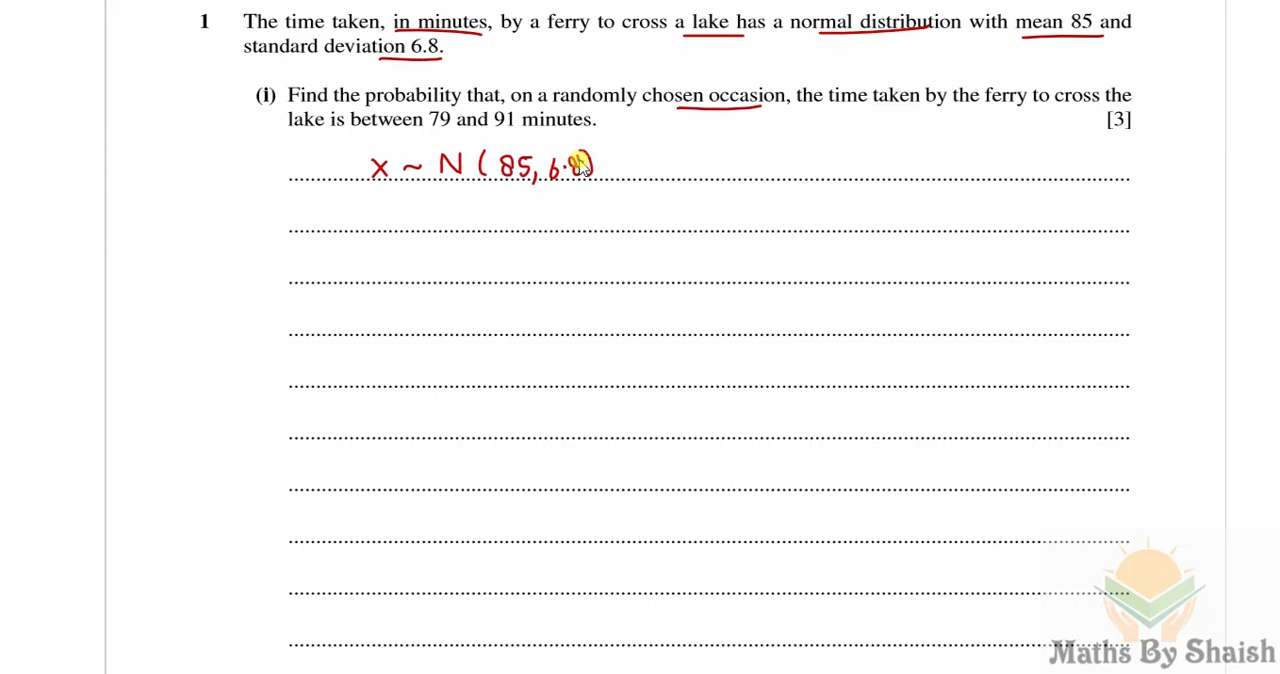 1 The time taken, in minutes, by a ferry to cross a lake has a normal distribution with mean 85 and
standard deviation 6.8.
(i) Find the probability that, on a randomly chosen occasion, the time taken by the ferry to cross the
lake is between 79 and 91 minutes. [3]
X ~ N ( 85, 6.8)
Maths By Shaish